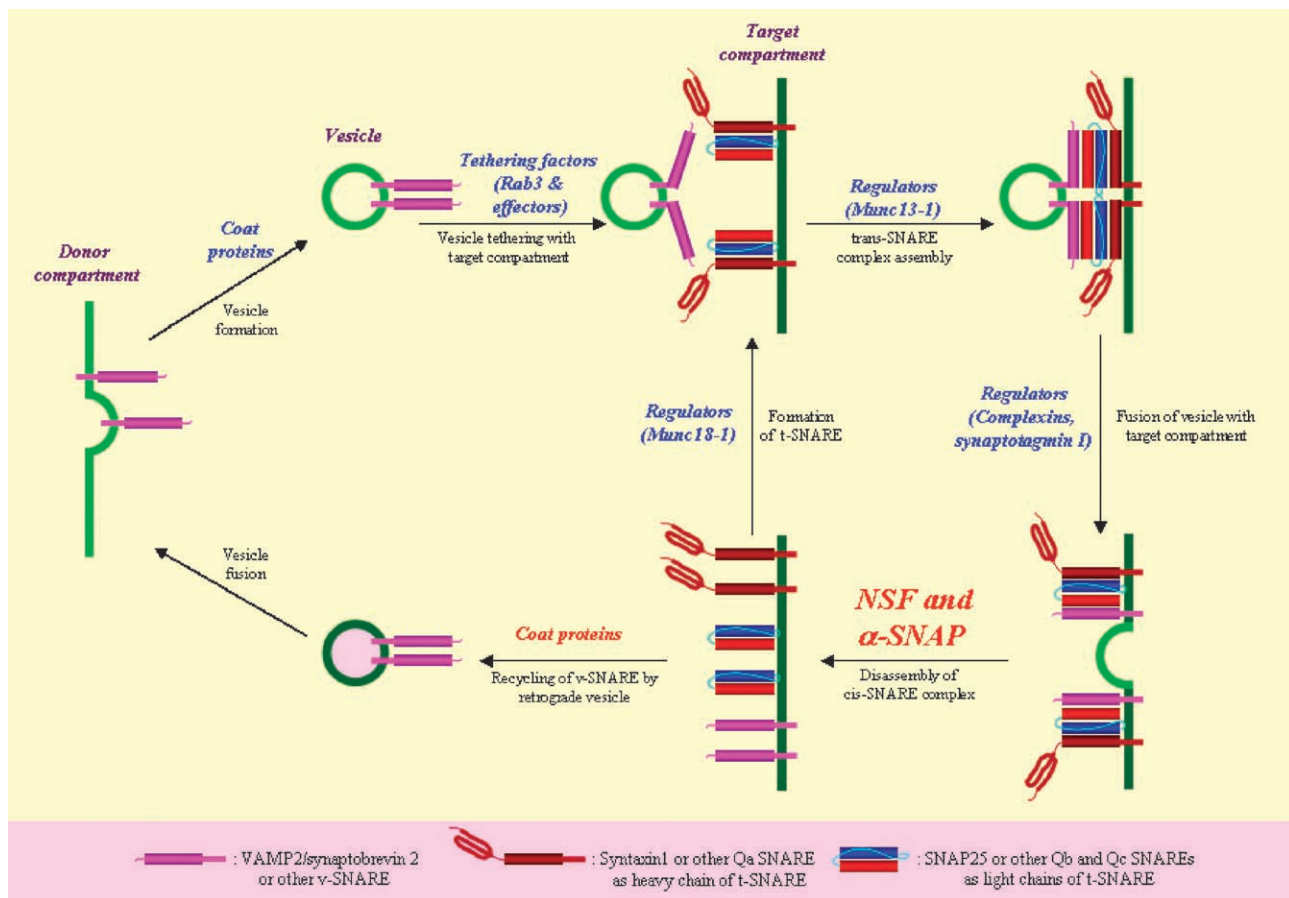 Target
compartment
Vesicle
Tethering factors
(Rab3 &
effectors)
Vesicle tethering with
target compartment
Regulators
(Munc13-1)
trans-SNARE
complex assembly
Coat
proteins
Donor
compartment
Vesicle
formation
Regulators
(Munc18-1)
Formation
of t-SNARE
Regulators
(Complexins,
synaptotagmin I)
Fusion of vesicle with
target compartment
Vesicle
fusion
Coat proteins
Recycling of v-SNARE by
retrograde vesicle
NSF and
α-SNAP
Disassembly of
cis-SNARE complex
: VAMP2/synaptobrevin 2
or other v-SNARE
: Syntaxin1 or other Qa SNARE
as heavy chain of t-SNARE
: SNAP25 or other Qb and Qc SNAREs
as light chains of t-SNARE